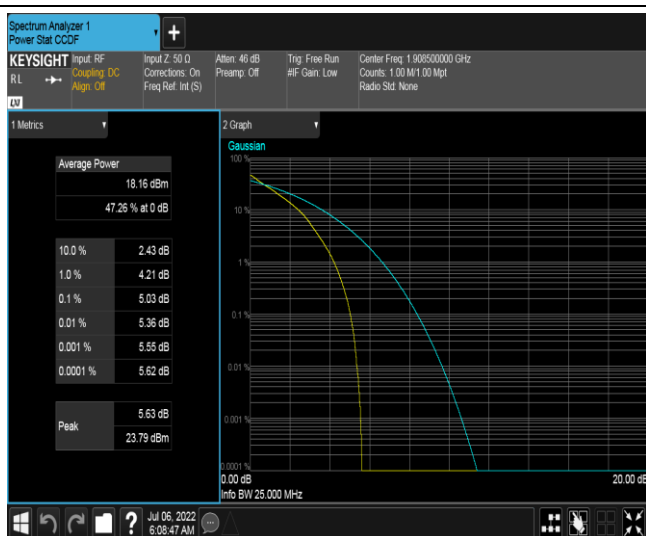 Spectrum Analyzer 1
Power Stat CCDF
+
KEYSIGHT
RL
LXI
Input: RF
Coupling: DC
Align: Off
Input Z: 50 Ω
Corrections: On
Freq Ref: Int (S)
Atten: 46 dB
Preamp: Off
Trig: Free Run
#IF Gain: Low
Center Freq: 1.908500000 GHz
Counts: 1.00 M/1.00 Mpt
Radio Std: None
1 Metrics
Average Power
18.16 dBm
47.26 % at 0 dB
10.0 % 2.43 dB
1.0 % 4.21 dB
0.1 % 5.03 dB
0.01 % 5.36 dB
0.001 % 5.55 dB
0.0001 % 5.62 dB
Peak
5.63 dB
23.79 dBm
2 Graph
Gaussian
100 %
10 %
1 %
0.1 %
0.01 %
0.001 %
0.0001 %
0.00 dB 20.00 dB
Info BW 25.000 MHz
?
Jul 06, 2022
6:08:47 AM